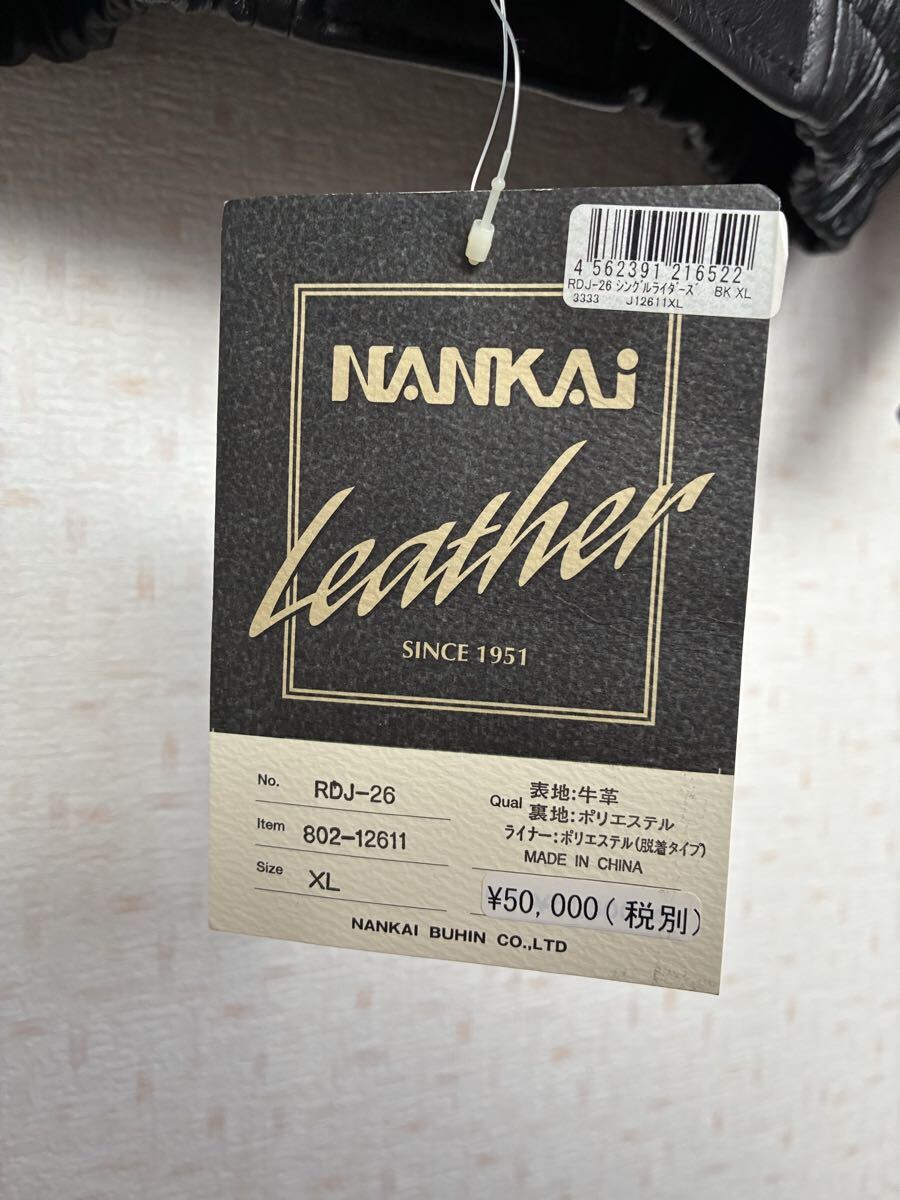 4 562391 216522
RDJ-26 ｼﾝｸﾞﾙﾗｲﾀﾞｰｽﾞ BK XL
3333 J12611XL
NANKAi
Leather
SINCE 1951
No. RDJ-26
Item 802-12611
Size XL
Qual 表地:牛革
裏地:ポリエステル
ライナー:ポリエステル(脱着タイプ)
MADE IN CHINA
¥50,000(税別)
NANKAI BUHIN CO.,LTD